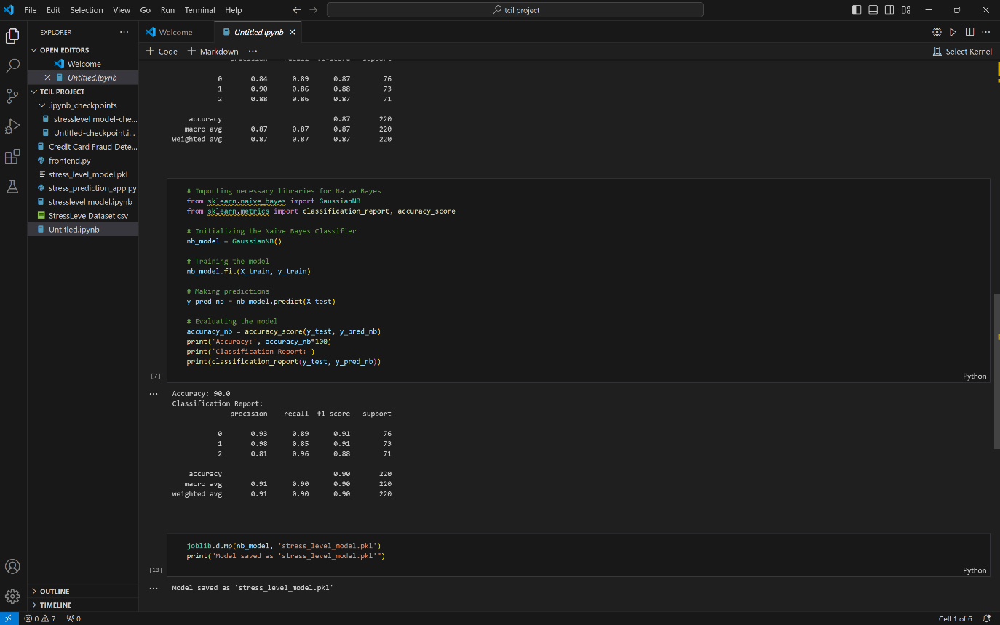 File Edit Selection View Go Run Terminal Help
tcil project
EXPLORER
OPEN EDITORS
Welcome
Untitled.ipynb
TCIL PROJECT
.ipynb_checkpoints
stresslevel model-che...
Untitled-checkpoint.i...
Credit Card Fraud Dete...
frontend.py
stress_level_model.pkl
stress_prediction_app.py
stresslevel model.ipynb
StressLevelDataset.csv
Untitled.ipynb
OUTLINE
TIMELINE
Welcome Untitled.ipynb
+ Code + Markdown ...
Select Kernel
precision recall f1-score support
0 0.84 0.89 0.87 76
1 0.90 0.86 0.88 73
2 0.88 0.86 0.87 71
accuracy 0.87 220
macro avg 0.87 0.87 0.87 220
weighted avg 0.87 0.87 0.87 220
# Importing necessary libraries for Naive Bayes
from sklearn.naive_bayes import GaussianNB
from sklearn.metrics import classification_report, accuracy_score
# Initializing the Naive Bayes Classifier
nb_model = GaussianNB()
# Training the model
nb_model.fit(X_train, y_train)
# Making predictions
y_pred_nb = nb_model.predict(X_test)
# Evaluating the model
accuracy_nb = accuracy_score(y_test, y_pred_nb)
print('Accuracy:', accuracy_nb*100)
print('Classification Report:')
print(classification_report(y_test, y_pred_nb))
[7]
Python
Accuracy: 90.0
Classification Report:
precision recall f1-score support
0 0.93 0.89 0.91 76
1 0.98 0.85 0.91 73
2 0.81 0.96 0.88 71
accuracy 0.90 220
macro avg 0.91 0.90 0.90 220
weighted avg 0.91 0.90 0.90 220
joblib.dump(nb_model, 'stress_level_model.pkl')
print("Model saved as 'stress_level_model.pkl'")
[13]
Python
Model saved as 'stress_level_model.pkl'
0 7 0
Cell 1 of 6